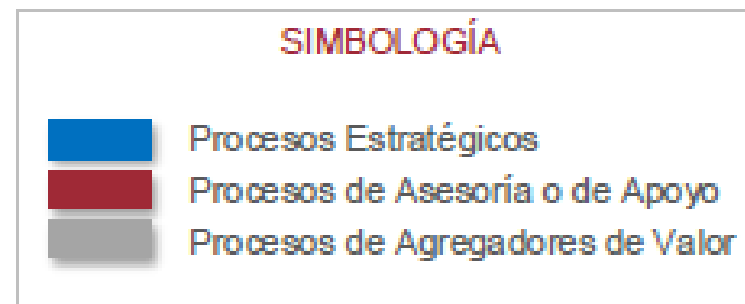 SIMBOLOGÍA
Procesos Estratégicos
Procesos de Asesoría o de Apoyo
Procesos de Agregadores de Valor